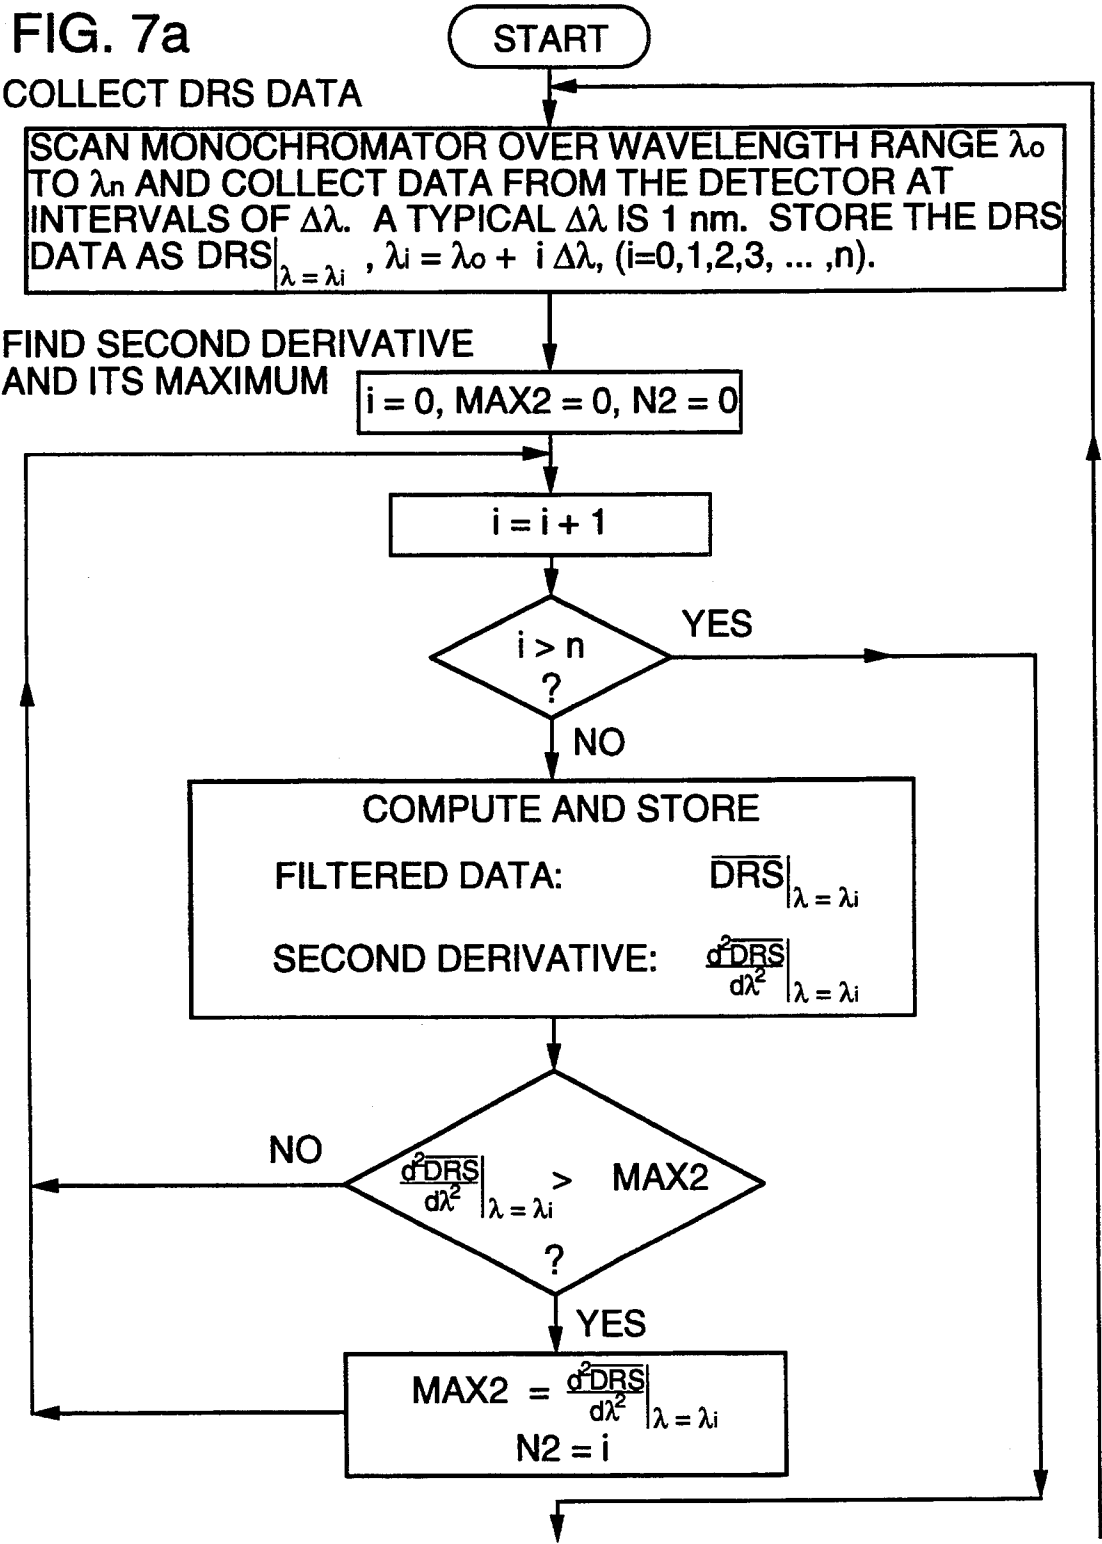 FIG. 7a
START
COLLECT DRS DATA
SCAN MONOCHROMATOR OVER WAVELENGTH RANGE λo
TO λn AND COLLECT DATA FROM THE DETECTOR AT
INTERVALS OF Δλ. A TYPICAL Δλ IS 1 nm. STORE THE DRS
DATA AS DRS|λ = λi , λi = λo + i Δλ, (i=0,1,2,3, ... ,n).
FIND SECOND DERIVATIVE
AND ITS MAXIMUM
i = 0, MAX2 = 0, N2 = 0
i = i + 1
i > n
?
YES
NO
COMPUTE AND STORE
FILTERED DATA: D̅R̅S̅|λ = λi
SECOND DERIVATIVE: d²D̅R̅S̅/dλ²|λ = λi
NO
d²D̅R̅S̅/dλ²|λ = λi > MAX2
?
YES
MAX2 = d²D̅R̅S̅/dλ²|λ = λi
N2 = i